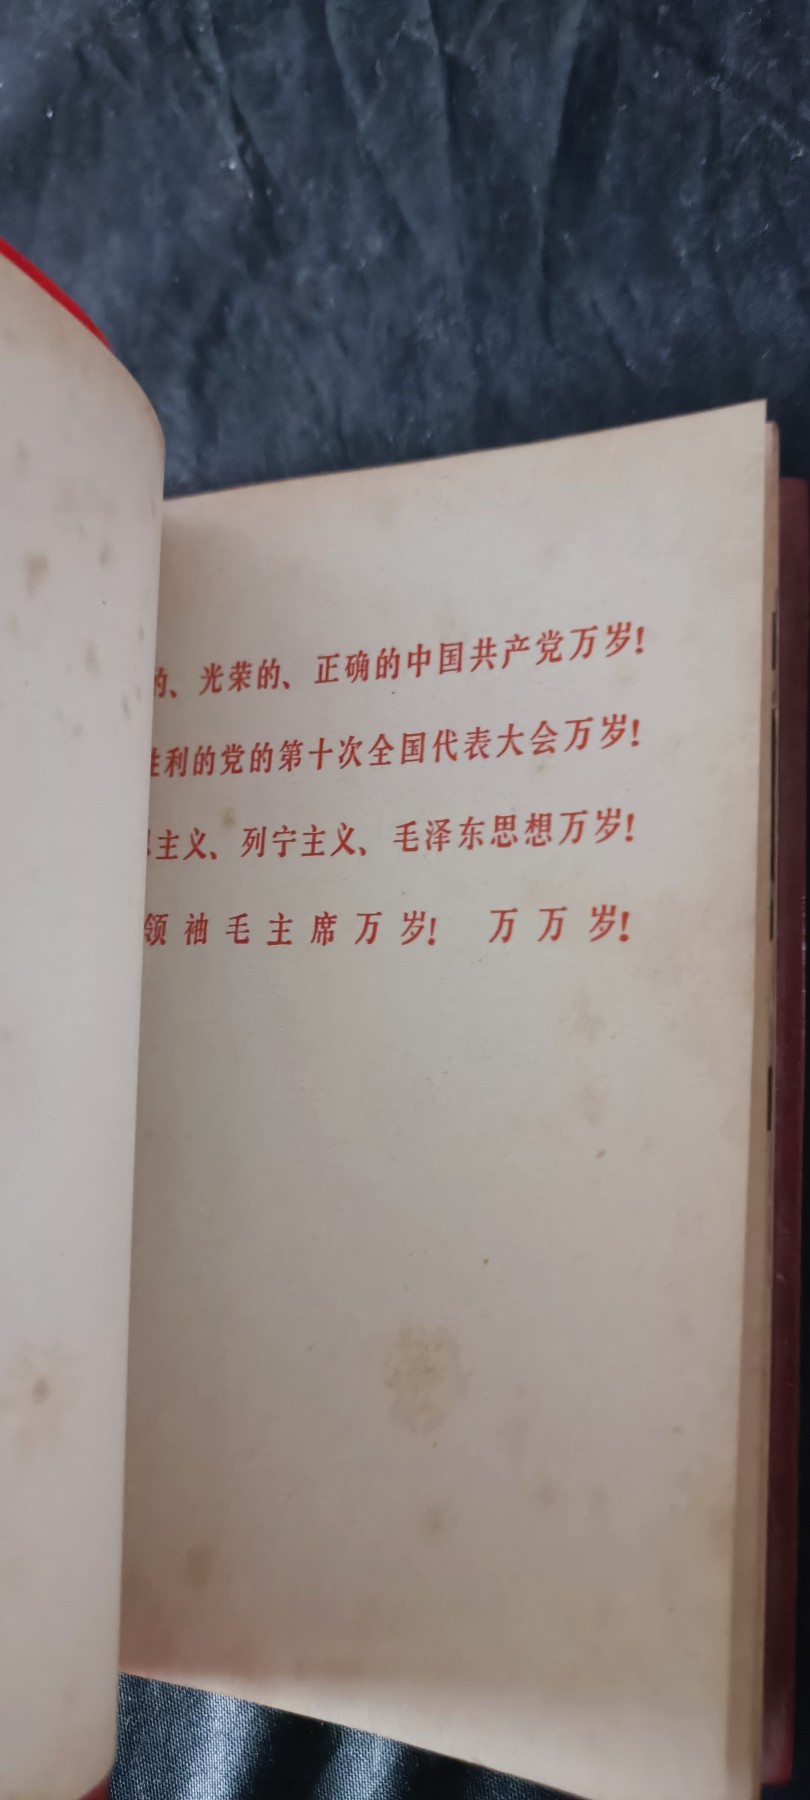 的、光荣的、正确的中国共产党万岁!
胜利的党的第十次全国代表大会万岁!
主义、列宁主义、毛泽东思想万岁!
领袖毛主席万岁! 万万岁!